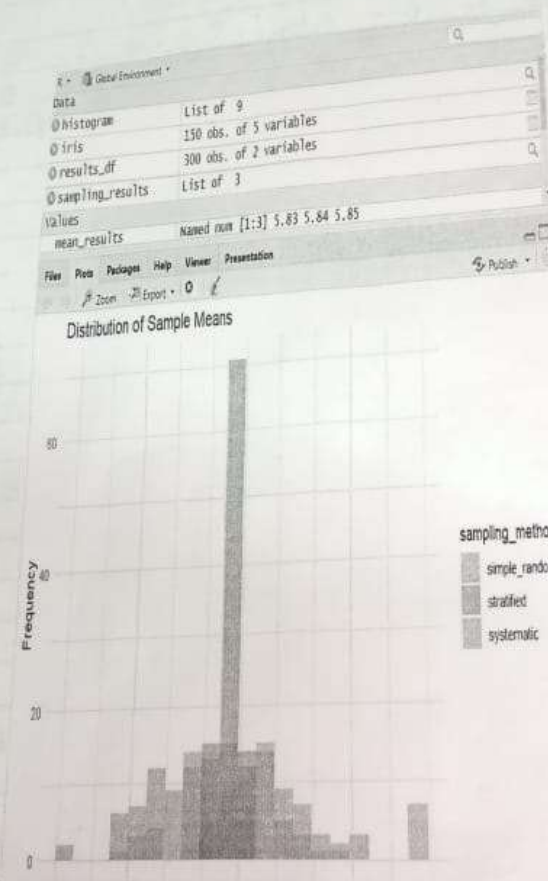 R Global Environment
Data
histogram List of 9
iris 150 obs. of 5 variables
results_df 300 obs. of 2 variables
sampling_results List of 3
Values
mean_results Named num [1:3] 5.83 5.84 5.85
Files Plots Packages Help Viewer Presentation
Zoom Export Publish
Distribution of Sample Means
60
40
20
0
Frequency
sampling_metho
simple_rando
stratified
systematic